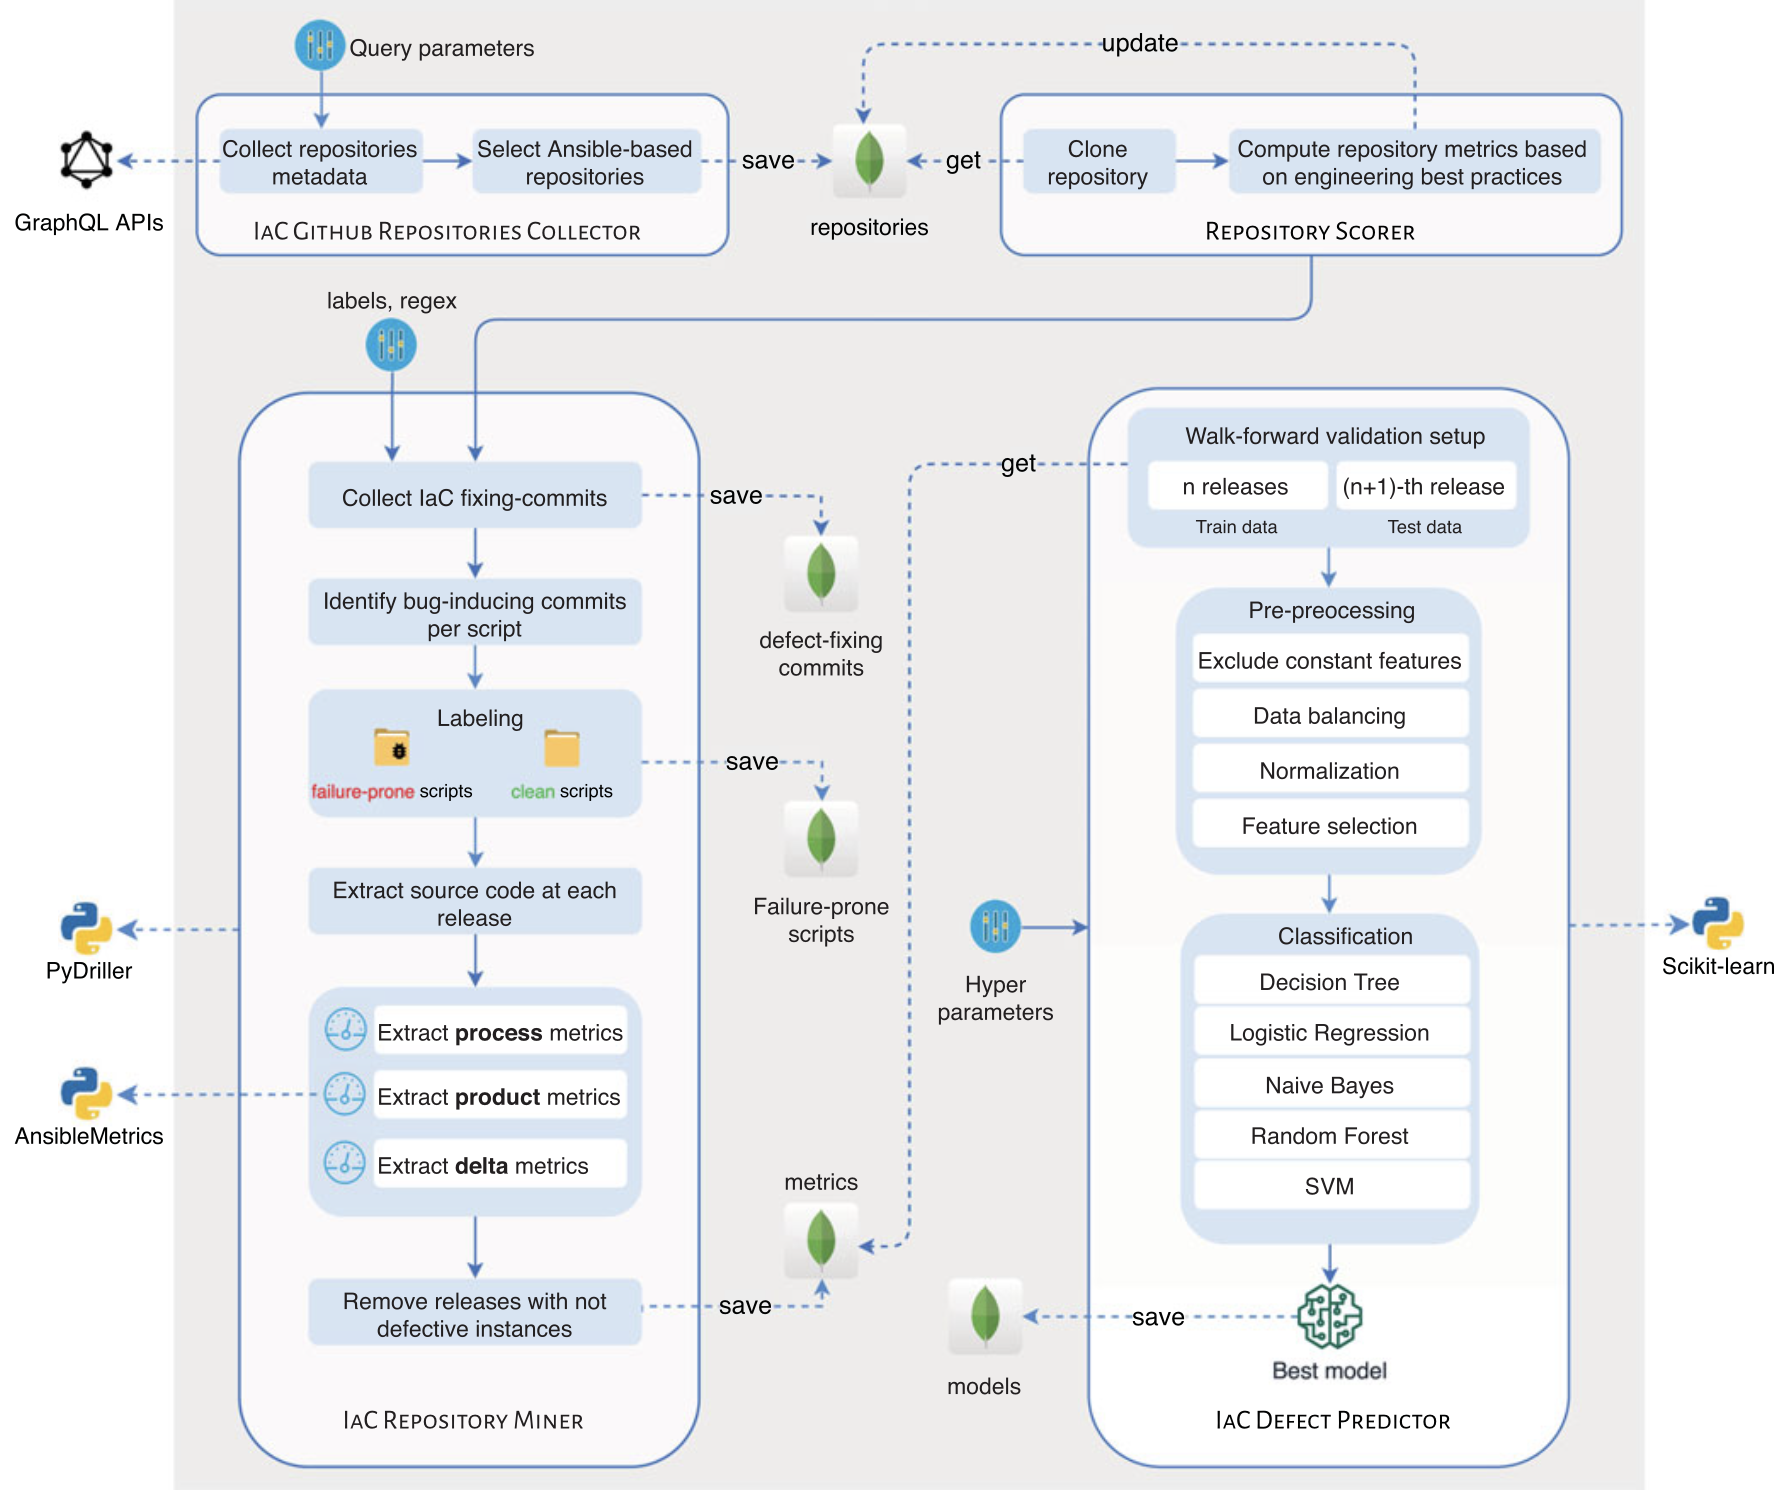 Query parameters
update
Collect repositories
metadata
Select Ansible-based
repositories
save
get
Clone
repository
Compute repository metrics based
on engineering best practices
GraphQL APIs
IaC Github Repositories Collector
repositories
Repository Scorer
labels, regex
Collect IaC fixing-commits
save
defect-fixing
commits
Identify bug-inducing commits
per script
Labeling
failure-prone scripts
clean scripts
save
Failure-prone
scripts
Extract source code at each
release
PyDriller
Extract process metrics
Extract product metrics
Extract delta metrics
AnsibleMetrics
metrics
Remove releases with not
defective instances
save
IaC Repository Miner
get
Walk-forward validation setup
n releases
(n+1)-th release
Train data
Test data
Pre-preocessing
Exclude constant features
Data balancing
Normalization
Feature selection
Hyper
parameters
Classification
Decision Tree
Logistic Regression
Naive Bayes
Random Forest
SVM
Scikit-learn
save
models
Best model
IaC Defect Predictor